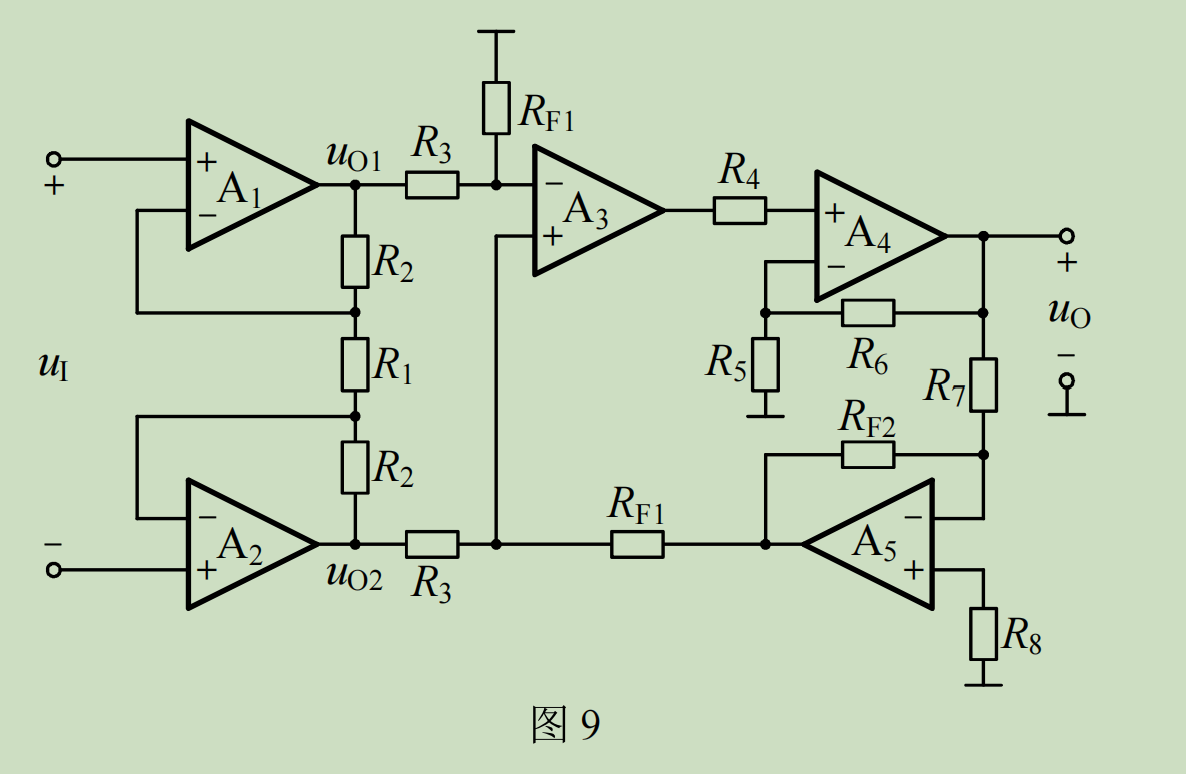 R_F1
u_O1 R_3
+ A_1 −
+
− A_3 +
R_4
+ A_4 −
+
u_O
−
R_2
R_5 R_6
u_I R_1
R_7
R_F2
R_2
− A_2 +
−
u_O2 R_3
R_F1
− A_5 +
R_8
图 9